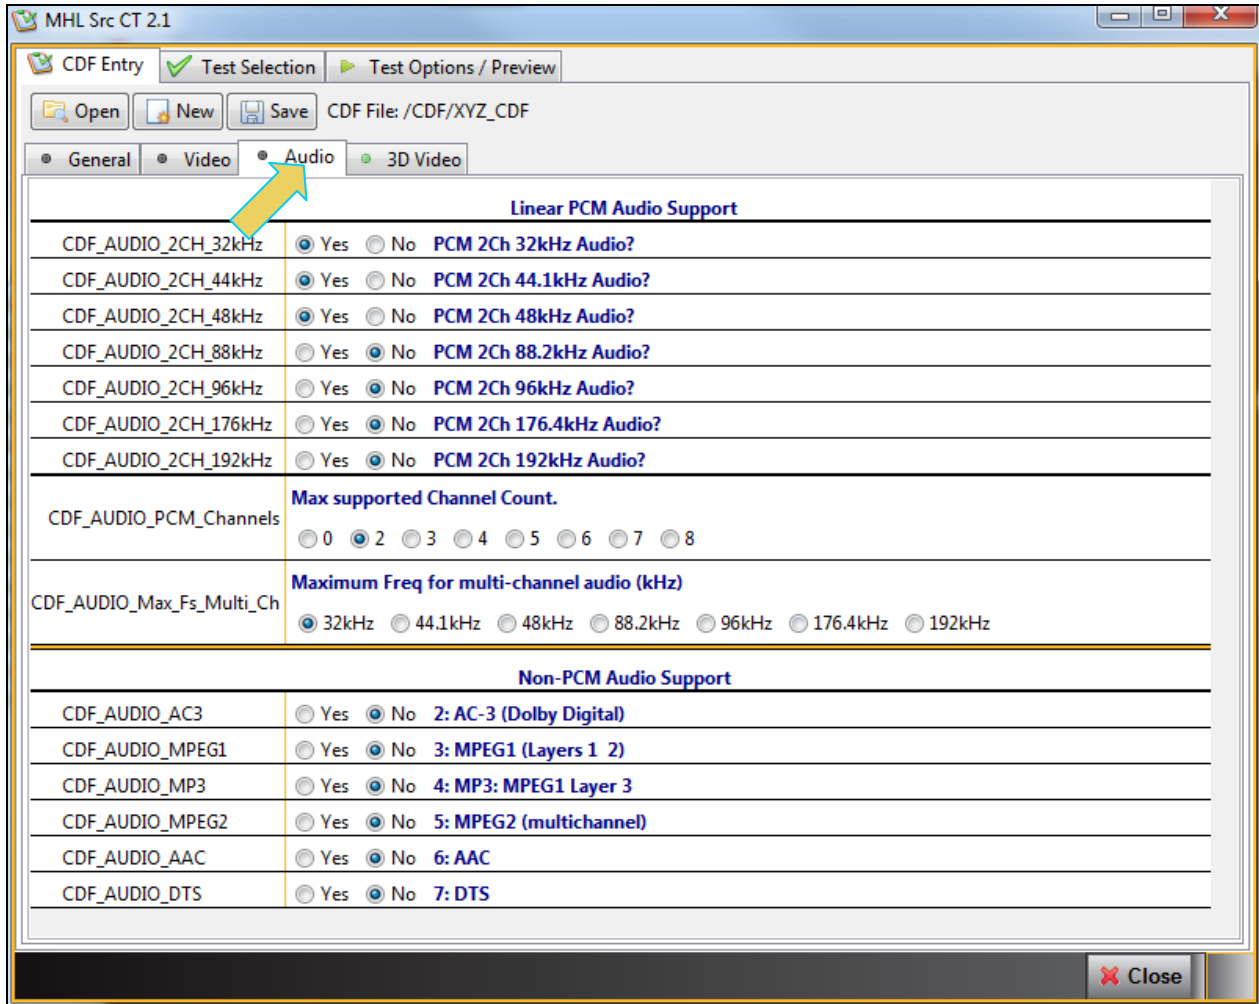 MHL Src CT 2.1
CDF Entry Test Selection Test Options / Preview
Open New Save CDF File: /CDF/XYZ_CDF
General Video Audio 3D Video
Linear PCM Audio Support
CDF_AUDIO_2CH_32kHz Yes No PCM 2Ch 32kHz Audio?
CDF_AUDIO_2CH_44kHz Yes No PCM 2Ch 44.1kHz Audio?
CDF_AUDIO_2CH_48kHz Yes No PCM 2Ch 48kHz Audio?
CDF_AUDIO_2CH_88kHz Yes No PCM 2Ch 88.2kHz Audio?
CDF_AUDIO_2CH_96kHz Yes No PCM 2Ch 96kHz Audio?
CDF_AUDIO_2CH_176kHz Yes No PCM 2Ch 176.4kHz Audio?
CDF_AUDIO_2CH_192kHz Yes No PCM 2Ch 192kHz Audio?
CDF_AUDIO_PCM_Channels
Max supported Channel Count.
0 2 3 4 5 6 7 8
CDF_AUDIO_Max_Fs_Multi_Ch
Maximum Freq for multi-channel audio (kHz)
32kHz 44.1kHz 48kHz 88.2kHz 96kHz 176.4kHz 192kHz
Non-PCM Audio Support
CDF_AUDIO_AC3 Yes No 2: AC-3 (Dolby Digital)
CDF_AUDIO_MPEG1 Yes No 3: MPEG1 (Layers 1 2)
CDF_AUDIO_MP3 Yes No 4: MP3: MPEG1 Layer 3
CDF_AUDIO_MPEG2 Yes No 5: MPEG2 (multichannel)
CDF_AUDIO_AAC Yes No 6: AAC
CDF_AUDIO_DTS Yes No 7: DTS
Close